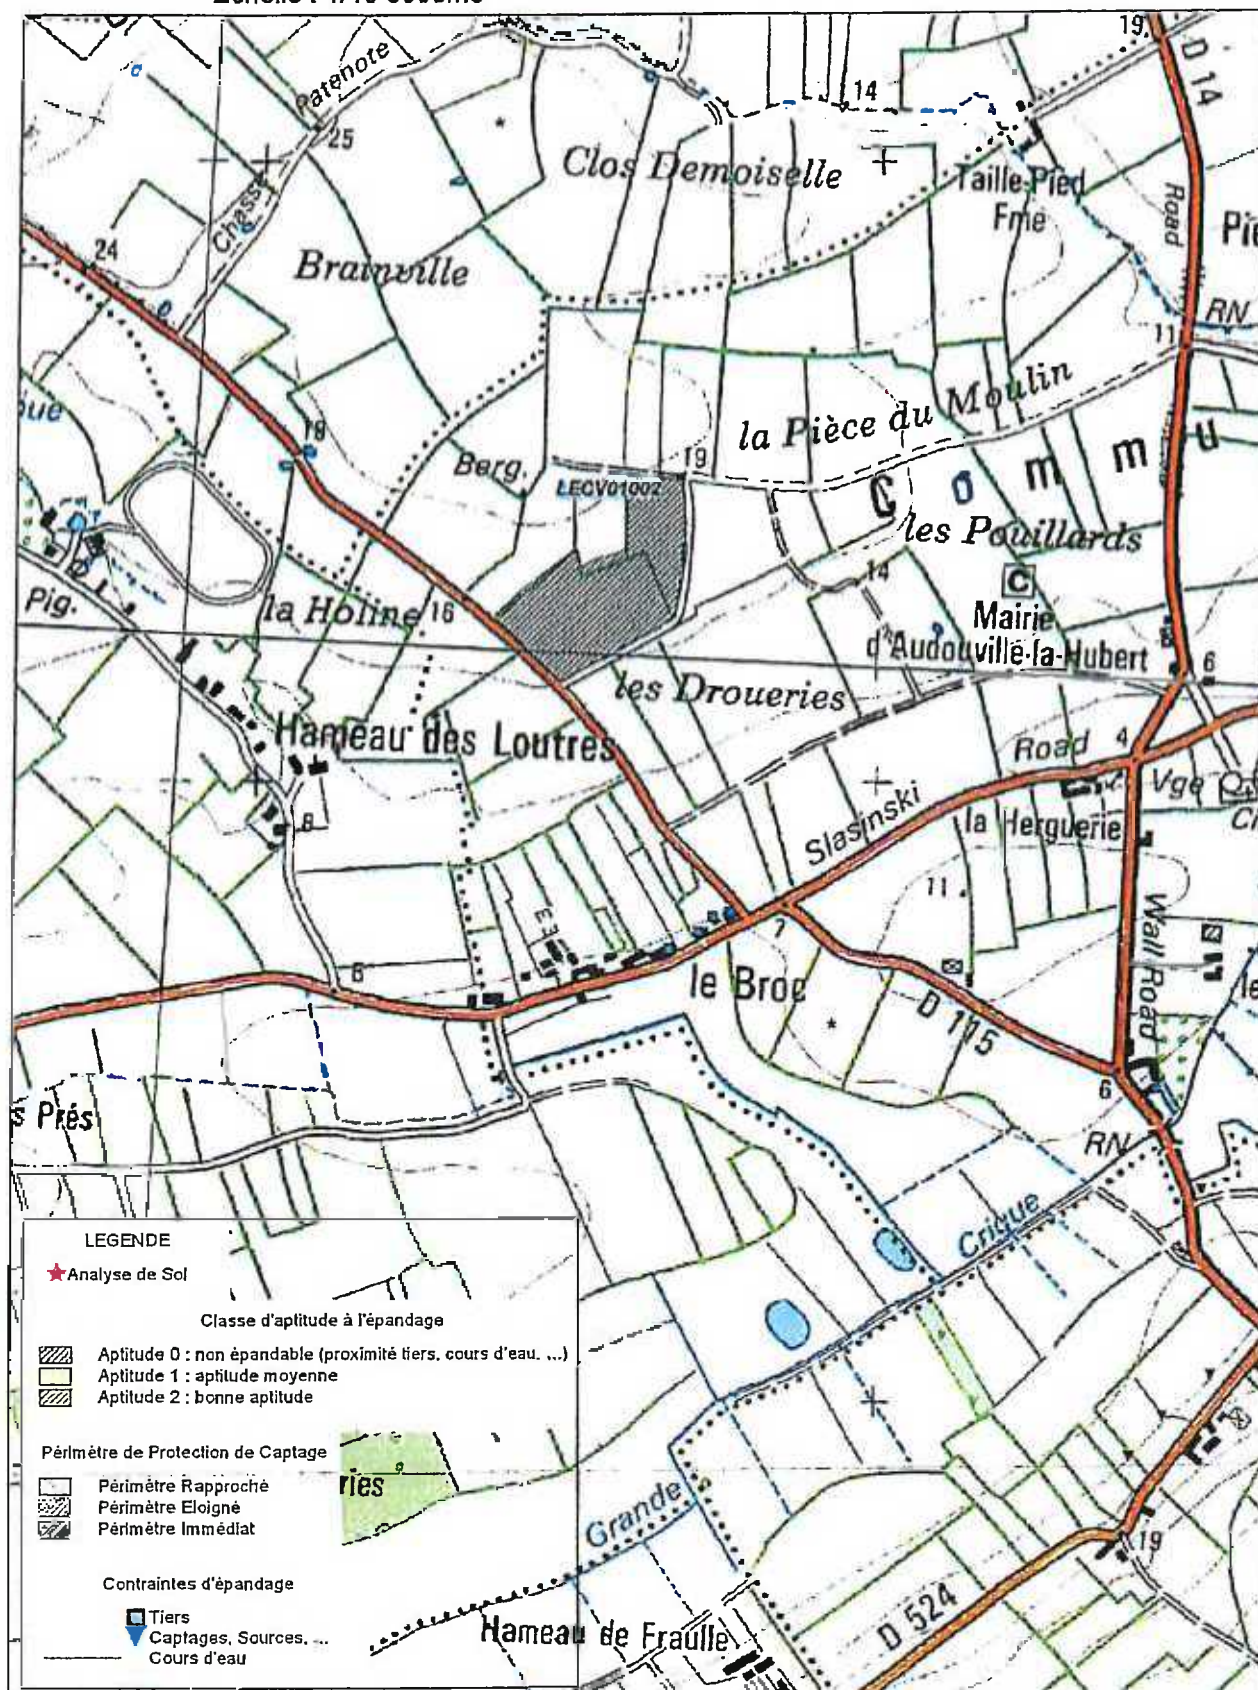 19
D 14
atenote
14
25
Clos Demoiselle
Taille-Pied
Fme
Chasse
Road
24
Brainville
RN
11
19
la Pièce du Moulin
Berg.
19
LECV01002
C o m m u
les Pouillards
Pig.
la Holine
16
14
C
Mairie
d'Audouville-la-Hubert
6
les Droueries
Hameau des Loutres
Road
4
Vge
Slasinski
la Herguerie
8
11
7
Wall Road
6
le Broc
D 115
6
s Prés
RN
Crique
LEGENDE
Analyse de Sol
Classe d'aptitude à l'épandage
Aptitude 0 : non épandable (proximité tiers, cours d'eau, ...)
Aptitude 1 : aptitude moyenne
Aptitude 2 : bonne aptitude
Périmètre de Protection de Captage
Périmètre Rapproché
Périmètre Eloigné
Périmètre Immédiat
ries
Grande
19
Contraintes d'épandage
Tiers
Captages, Sources, ...
Cours d'eau
Hameau de Fraulle
D 524